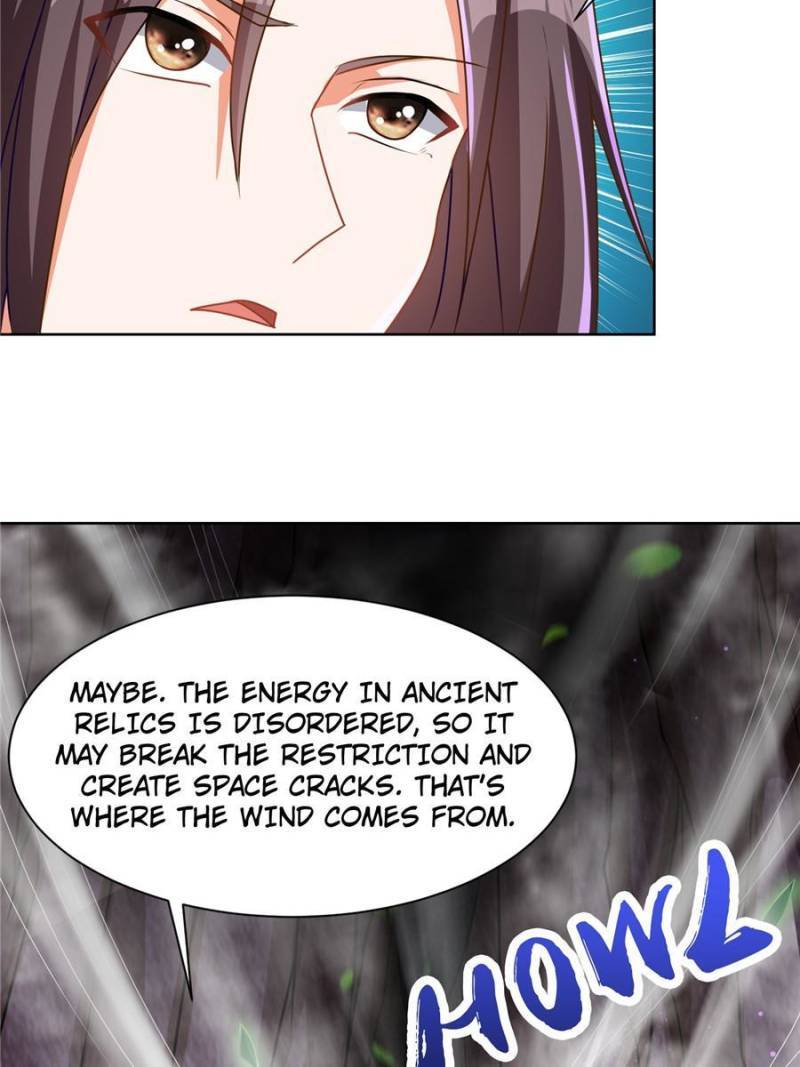 MAYBE. THE ENERGY IN ANCIENT
RELICS IS DISORDERED, SO IT
MAY BREAK THE RESTRICTION AND
CREATE SPACE CRACKS. THAT'S
WHERE THE WIND COMES FROM.
HOWL